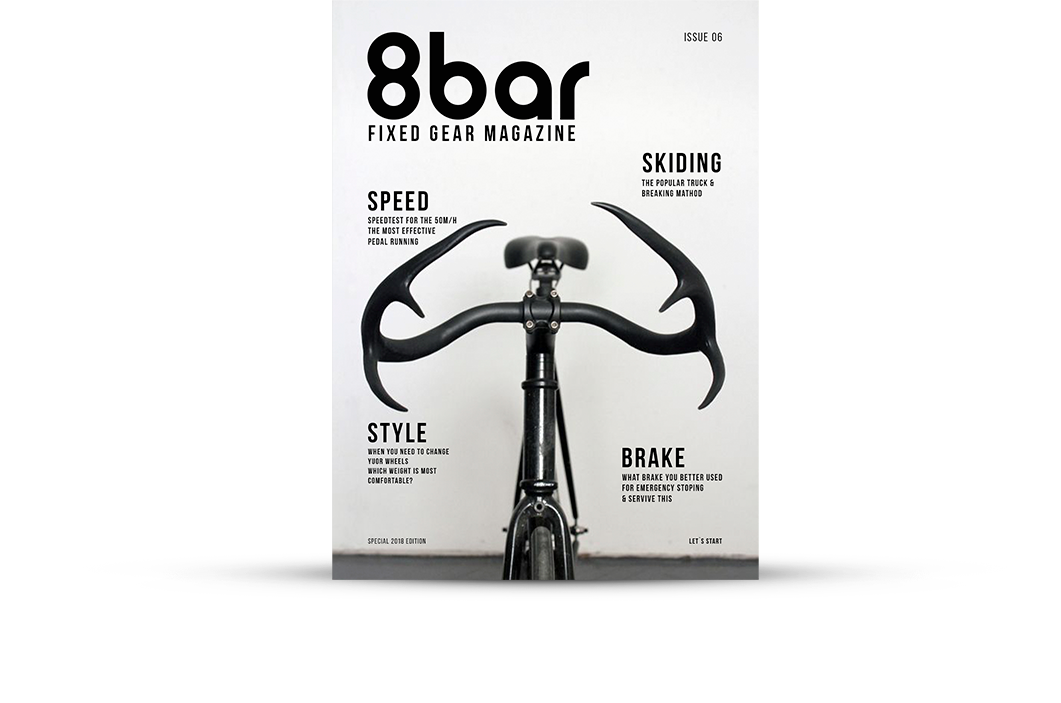 8bar
FIXED GEAR MAGAZINE
ISSUE 06
SKIDING
THE POPULAR TRUCK &
BREAKING MATHOD
SPEED
SPEEDTEST FOR THE 50M/H
THE MOST EFFECTIVE
PEDAL RUNNING
STYLE
WHEN YOU NEED TO CHANGE
YUOR WHEELS
WHICH WEIGHT IS MOST
COMFORTABLE?
BRAKE
WHAT BRAKE YOU BETTER USED
FOR EMERGENCY STOPING
& SERVIVE THIS
SPECIAL 2018 EDITION
LET´S START